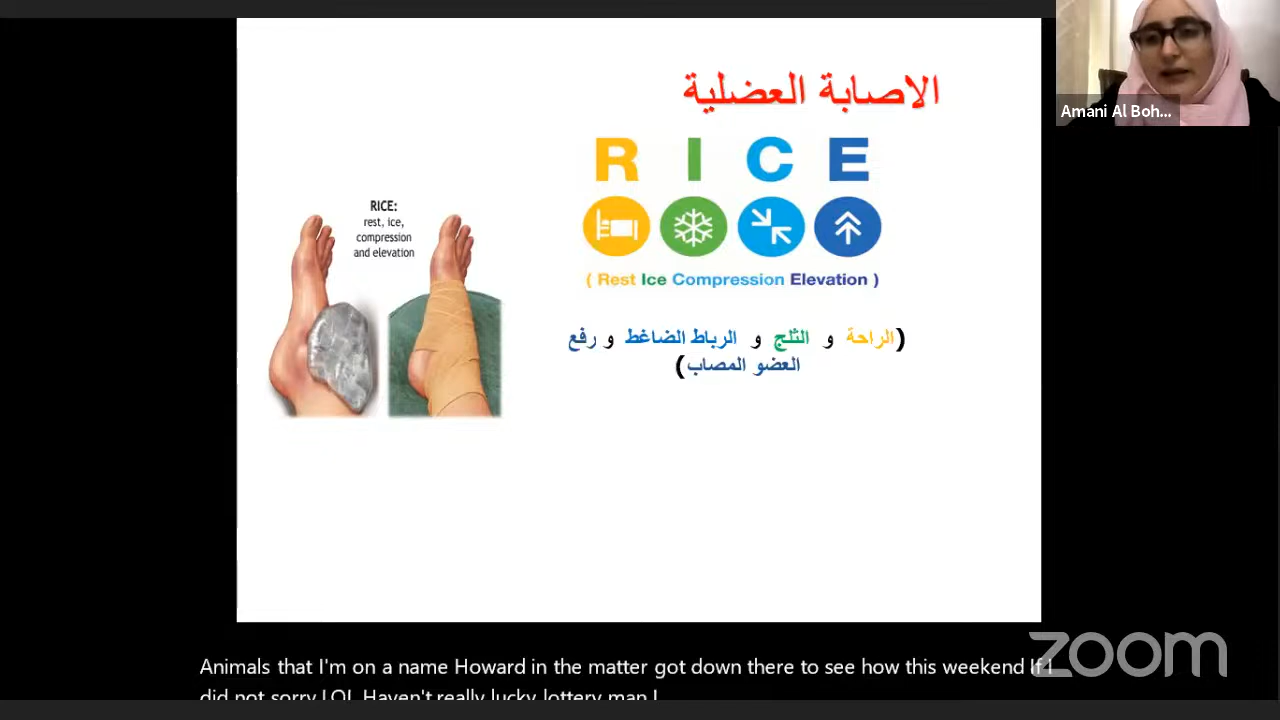 الاصابة العضلية
R I C E
( Rest Ice Compression Elevation )
(الراحة و الثلج و الرباط الضاغط و رفع
العضو المصاب)
RICE:
rest, ice,
compression
and elevation
Amani Al Boh...
Animals that I'm on a name Howard in the matter got down there to see how this weekend If I
did not sorry LOL Haven't really lucky lottery man I
zoom